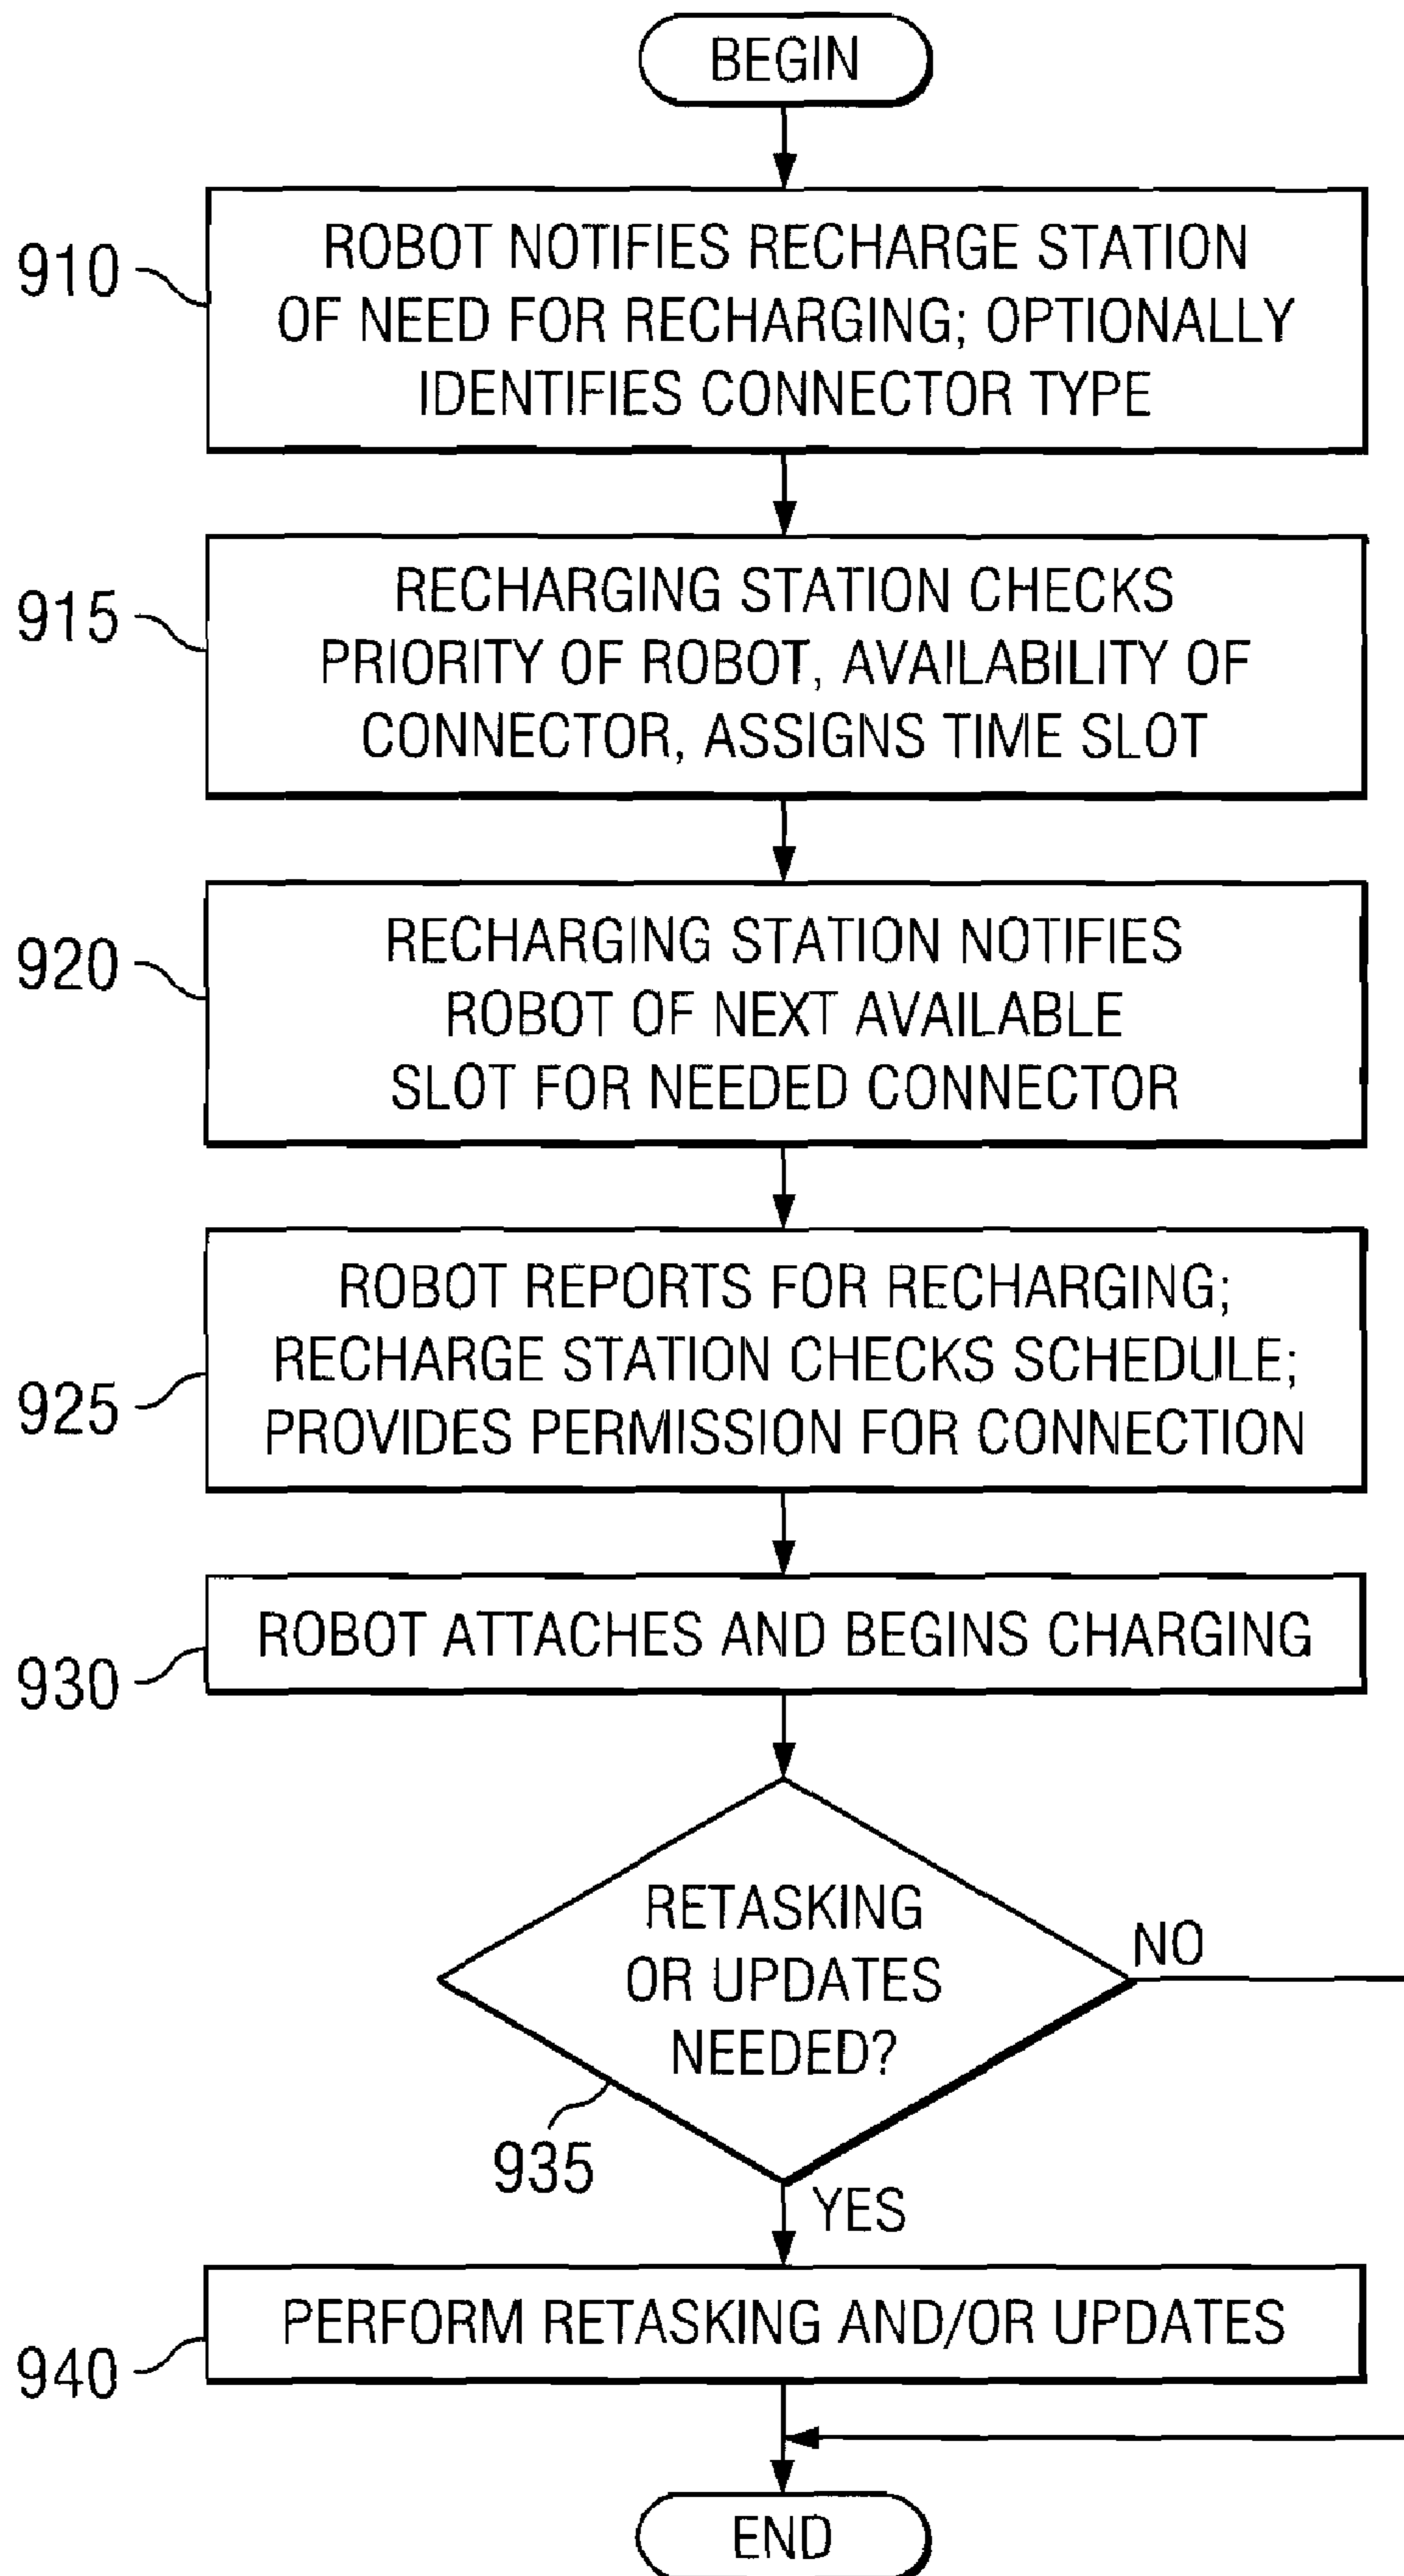 BEGIN
910
ROBOT NOTIFIES RECHARGE STATION
OF NEED FOR RECHARGING; OPTIONALLY
IDENTIFIES CONNECTOR TYPE
915
RECHARGING STATION CHECKS
PRIORITY OF ROBOT, AVAILABILITY OF
CONNECTOR, ASSIGNS TIME SLOT
920
RECHARGING STATION NOTIFIES
ROBOT OF NEXT AVAILABLE
SLOT FOR NEEDED CONNECTOR
925
ROBOT REPORTS FOR RECHARGING;
RECHARGE STATION CHECKS SCHEDULE;
PROVIDES PERMISSION FOR CONNECTION
930
ROBOT ATTACHES AND BEGINS CHARGING
RETASKING
OR UPDATES
NEEDED?
NO
935
YES
940
PERFORM RETASKING AND/OR UPDATES
END